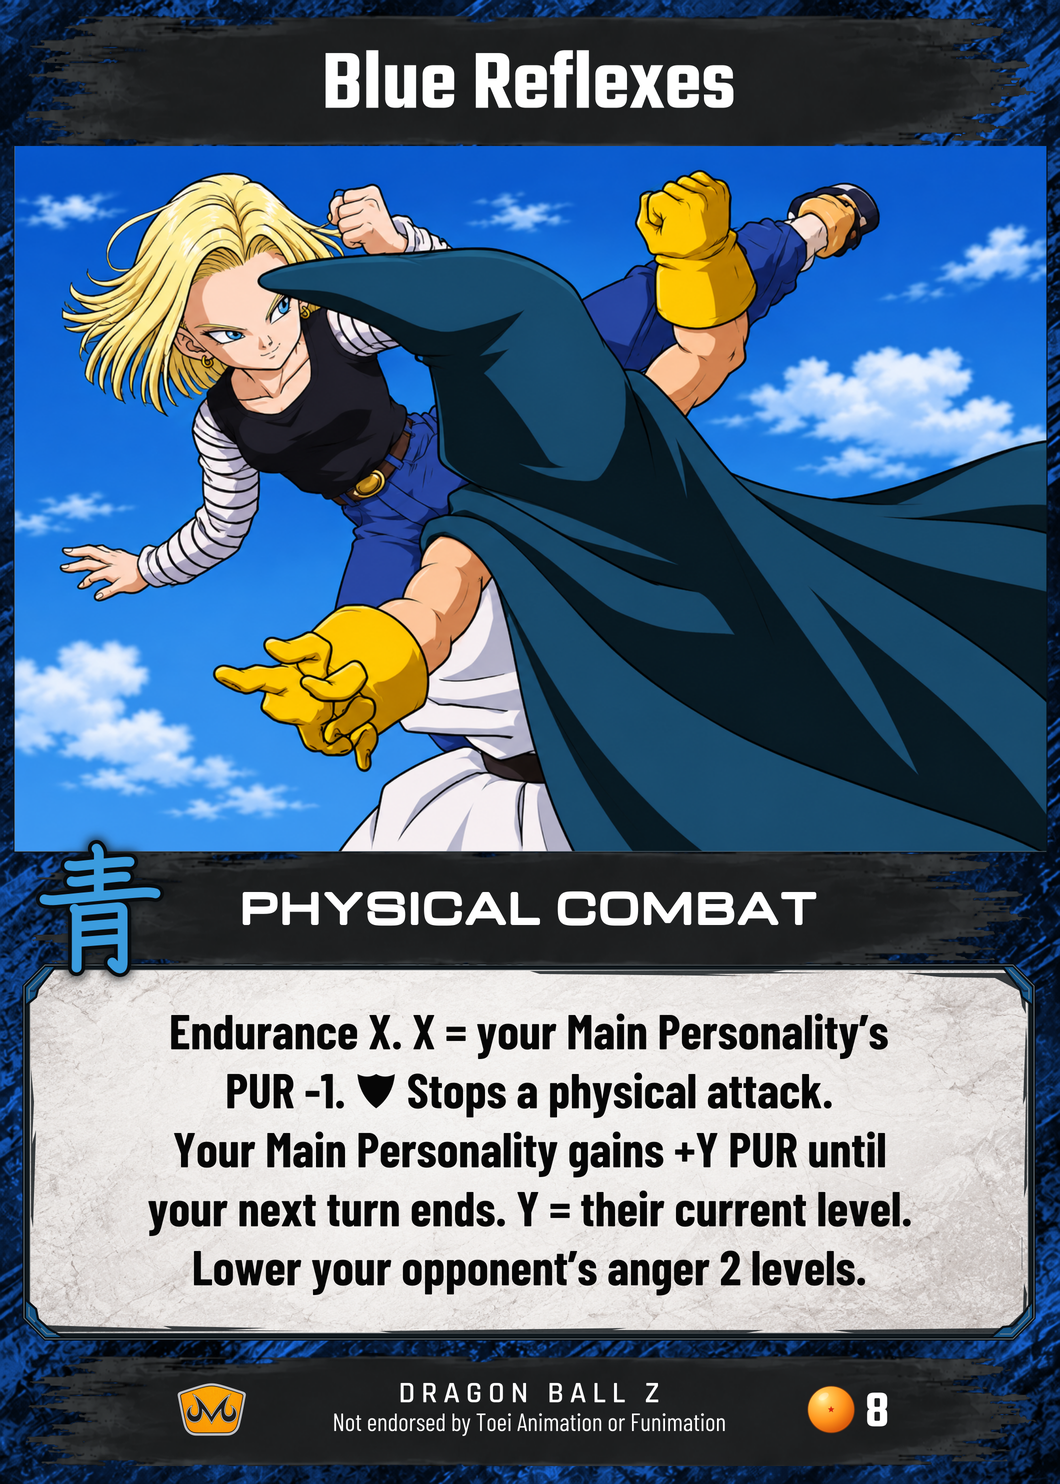 Blue Reflexes
青
PHYSICAL COMBAT
Endurance X. X = your Main Personality’s
PUR -1. Stops a physical attack.
Your Main Personality gains +Y PUR until
your next turn ends. Y = their current level.
Lower your opponent’s anger 2 levels.
DRAGON BALL Z
Not endorsed by Toei Animation or Funimation
8